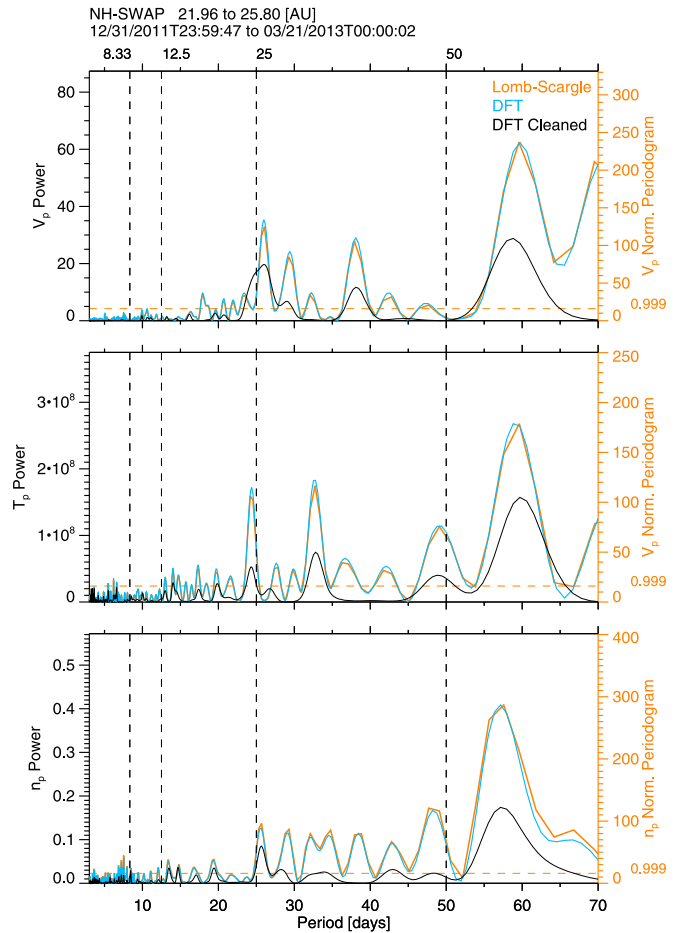 NH-SWAP 21.96 to 25.80 [AU]
12/31/2011T23:59:47 to 03/21/2013T00:00:02
8.33 12.5 25 50
Lomb-Scargle
DFT
DFT Cleaned
V_p Power
80
60
40
20
0
V_p Norm. Periodogram
300
250
200
150
100
50
0
0.999
T_p Power
3•10^8
2•10^8
1•10^8
0
V_p Norm. Periodogram
250
200
150
100
50
0
0.999
n_p Power
0.5
0.4
0.3
0.2
0.1
0.0
n_p Norm. Periodogram
400
300
200
100
0
0.999
10 20 30 40 50 60 70
Period [days]